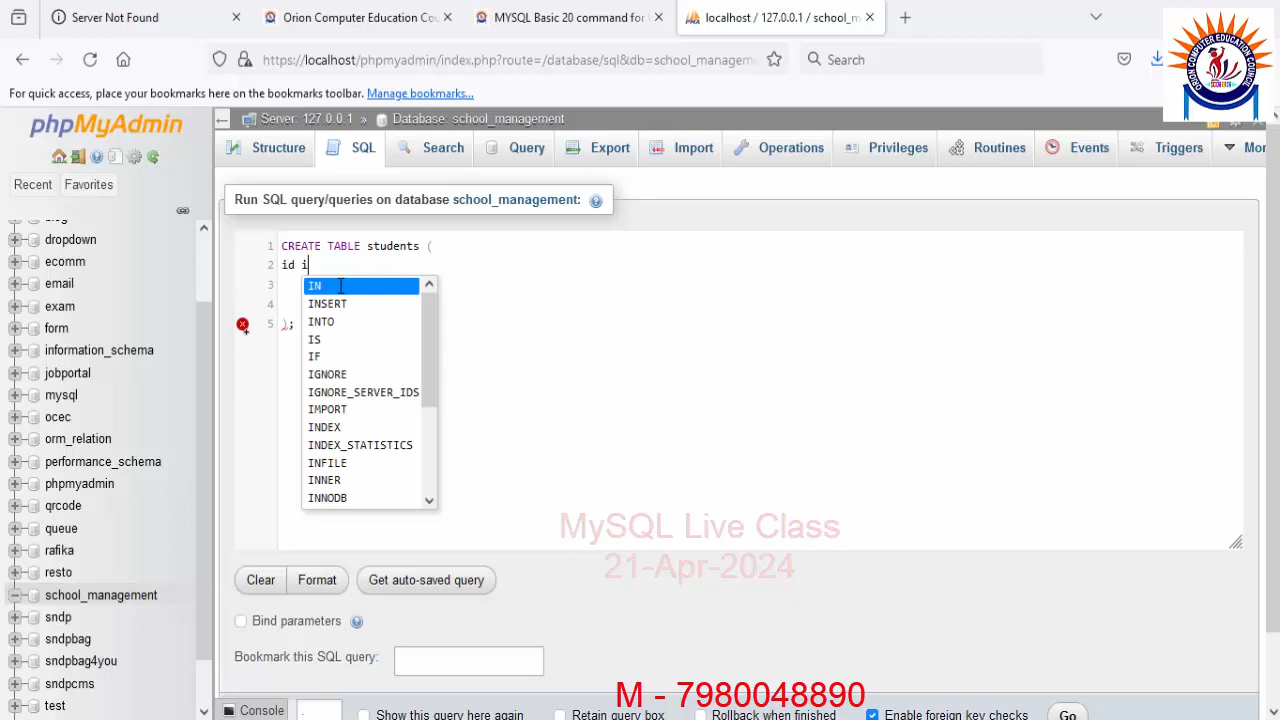 Server Not Found
Orion Computer Education Cou
MYSQL Basic 20 command for
localhost / 127.0.0.1 / school_m
https://localhost/phpmyadmin/index.php?route=/database/sql&db=school_managem
Search
For quick access, place your bookmarks here on the bookmarks toolbar. Manage bookmarks...
ORION COMPUTER EDUCATION COUNCIL
phpMyAdmin
Recent
Favorites
dropdown
ecomm
email
exam
form
information_schema
jobportal
mysql
ocec
orm_relation
performance_schema
phpmyadmin
qrcode
queue
rafika
resto
school_management
sndp
sndpbag
sndpbag4you
sndpcms
test
Server: 127.0.0.1 » Database: school_management
Structure
SQL
Search
Query
Export
Import
Operations
Privileges
Routines
Events
Triggers
Mor
Run SQL query/queries on database school_management:
1 CREATE TABLE students (
2 id i
3
4
5 );
IN
INSERT
INTO
IS
IF
IGNORE
IGNORE_SERVER_IDS
IMPORT
INDEX
INDEX_STATISTICS
INFILE
INNER
INNODB
MySQL Live Class
21-Apr-2024
Clear
Format
Get auto-saved query
Bind parameters
Bookmark this SQL query:
M - 7980048890
Console
Show this query here again
Retain query box
Rollback when finished
Enable foreign key checks
Go